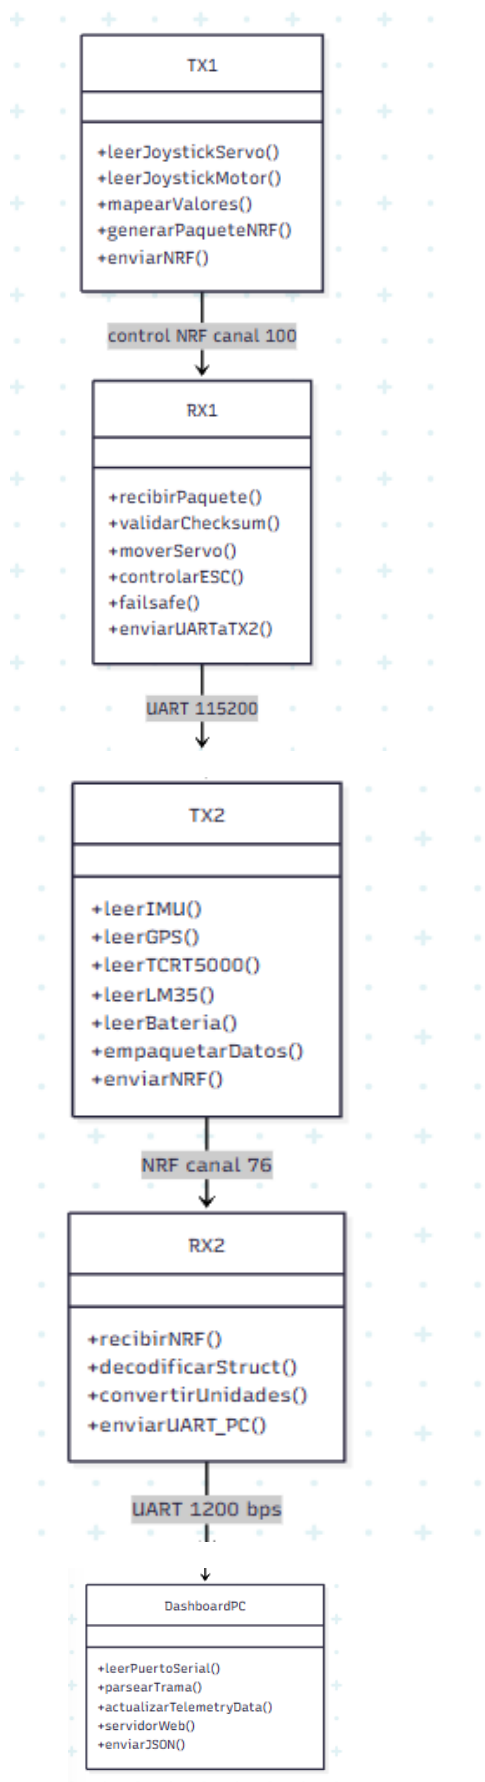 TX1
+leerJoystickServo()
+leerJoystickMotor()
+mapearValores()
+generarPaqueteNRF()
+enviarNRF()
control NRF canal 100
RX1
+recibirPaquete()
+validarChecksum()
+moverServo()
+controlarESC()
+failsafe()
+enviarUARTaTX2()
UART 115200
TX2
+leerIMU()
+leerGPS()
+leerTCRT5000()
+leerLM35()
+leerBateria()
+empaquetarDatos()
+enviarNRF()
NRF canal 76
RX2
+recibirNRF()
+decodificarStruct()
+convertirUnidades()
+enviarUART_PC()
UART 1200 bps
DashboardPC
+leerPuertoSerial()
+parsearTrama()
+actualizarTelemetryData()
+servidorWeb()
+enviarJSON()